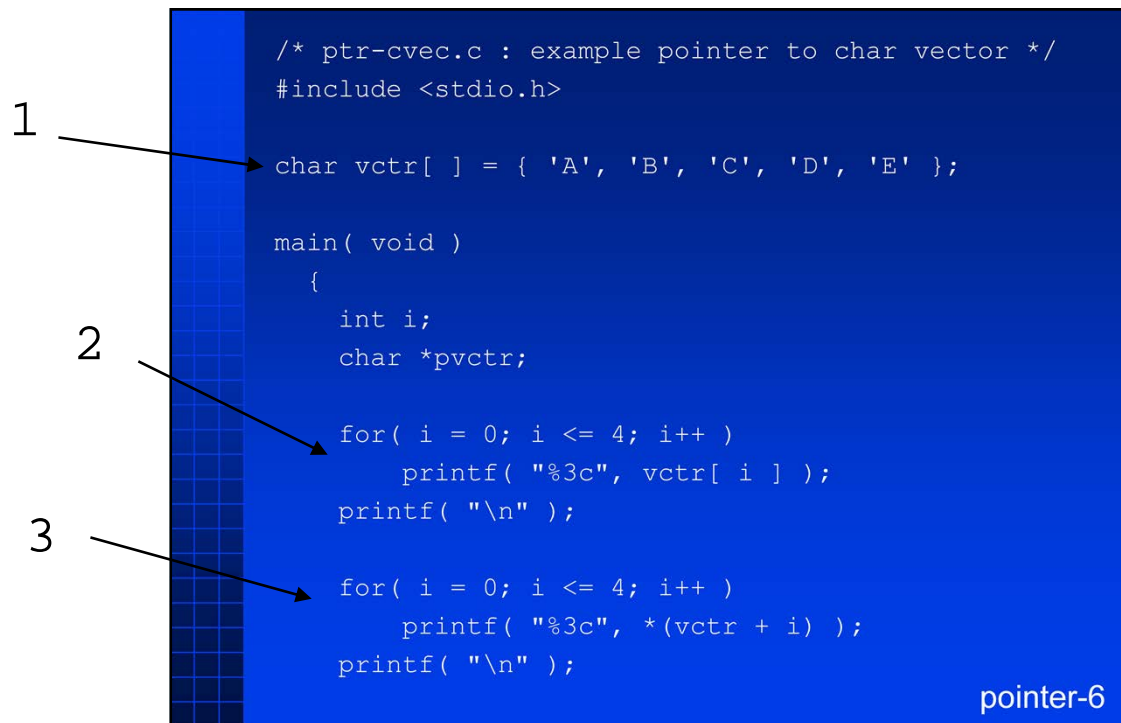 /* ptr-cvec.c : example pointer to char vector */
#include <stdio.h>
1
char vctr[ ] = { 'A', 'B', 'C', 'D', 'E' };
main( void )
{
int i;
2
char *pvctr;
for( i = 0; i <= 4; i++ )
printf( "%3c", vctr[ i ] );
printf( "\n" );
3
for( i = 0; i <= 4; i++ )
printf( "%3c", *(vctr + i) );
printf( "\n" );
pointer-6